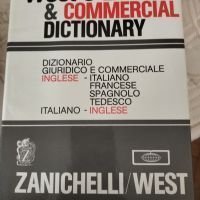 & COMMERCIAL
DICTIONARY
DIZIONARIO
GIURIDICO E COMMERCIALE
INGLESE - ITALIANO
FRANCESE
SPAGNOLO
TEDESCO
ITALIANO - INGLESE
ZANICHELLI/WEST